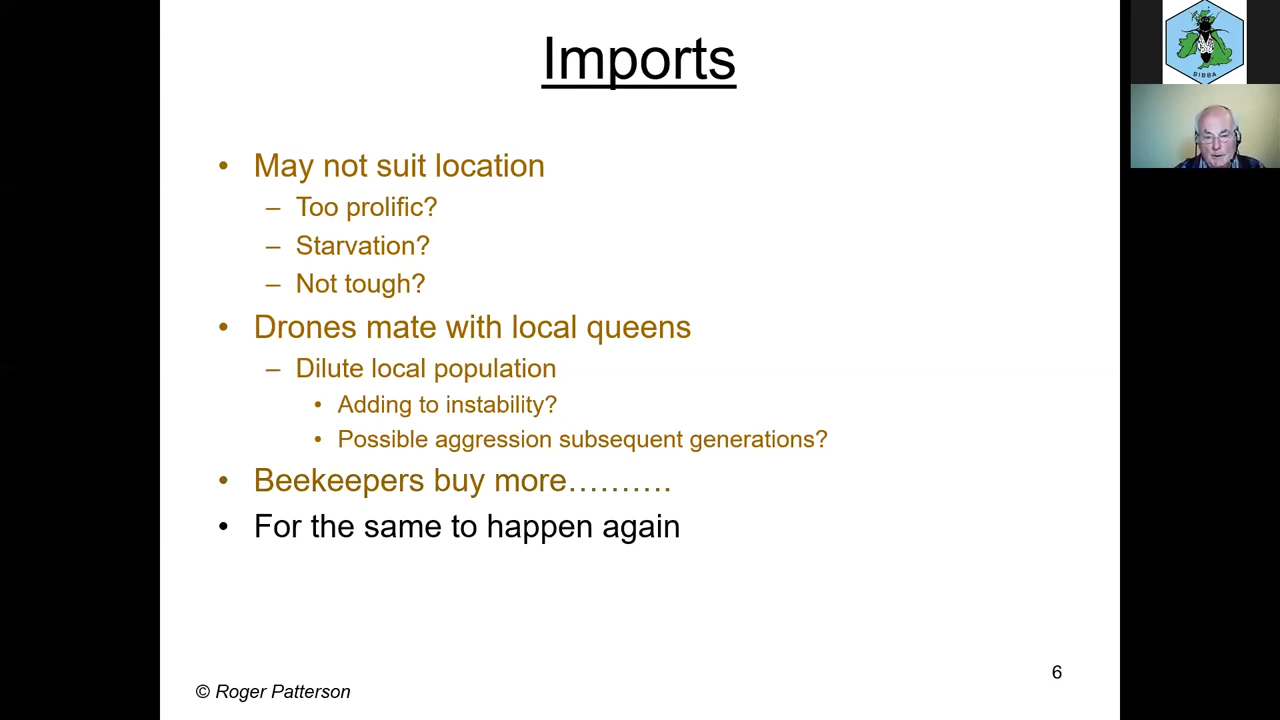 Imports
• May not suit location
– Too prolific?
– Starvation?
– Not tough?
• Drones mate with local queens
– Dilute local population
• Adding to instability?
• Possible aggression subsequent generations?
• Beekeepers buy more……….
• For the same to happen again
6
© Roger Patterson
BIBBA